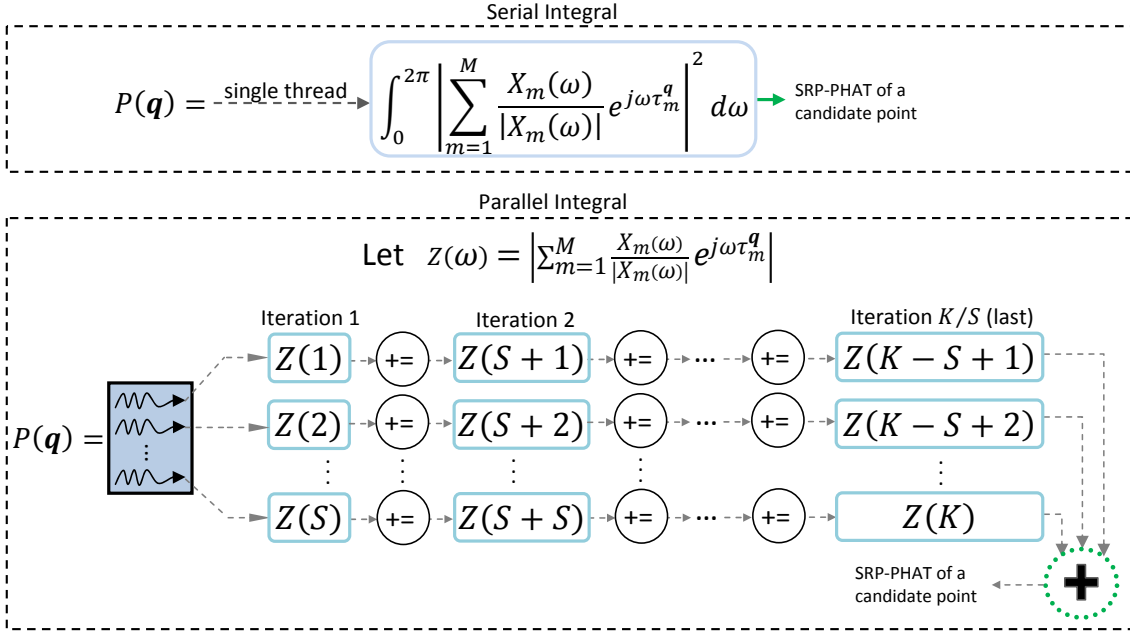 Serial Integral
P(q) = single thread ∫₀^{2π} |∑_{m=1}^{M} X_m(ω)/|X_m(ω)| e^{jωτ_m^q}|² dω SRP-PHAT of a
candidate point
Parallel Integral
Let Z(ω) = |∑_{m=1}^{M} X_m(ω)/|X_m(ω)| e^{jωτ_m^q}|
Iteration 1 Iteration 2 Iteration K/S (last)
Z(1) += Z(S + 1) += ... += Z(K − S + 1)
Z(2) += Z(S + 2) += ... += Z(K − S + 2)
P(q) = ...
⋮ ⋮ ⋮ ⋮ ⋮
Z(S) += Z(S + S) += ... += Z(K)
+
SRP-PHAT of a
candidate point